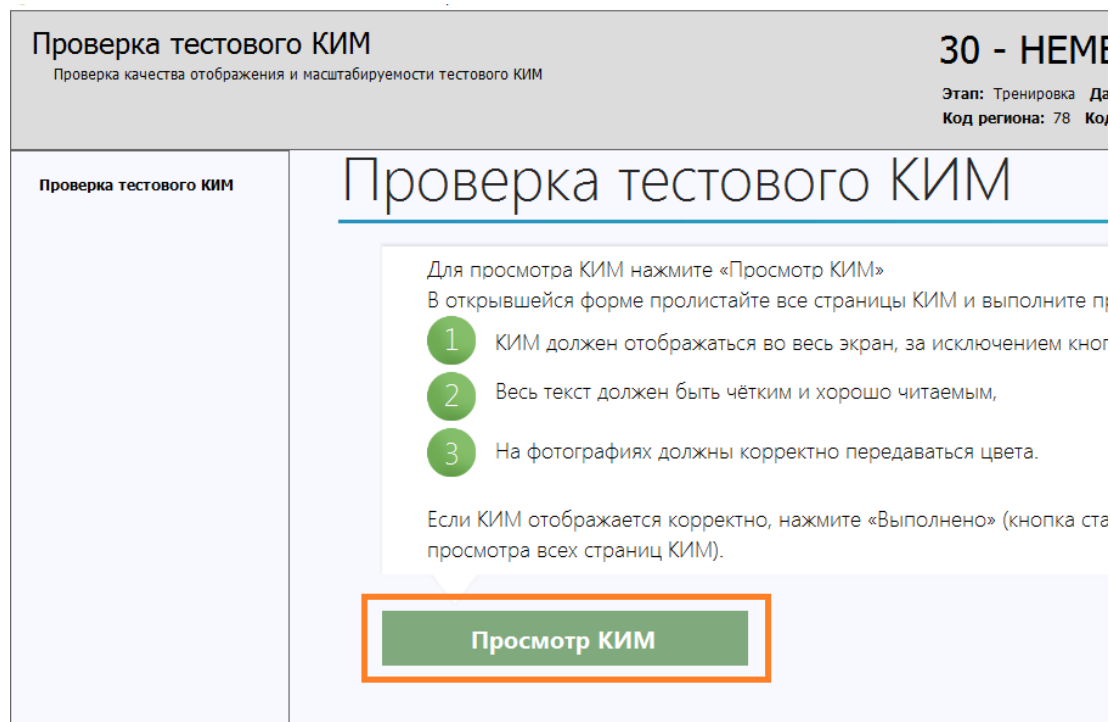 Проверка тестового КИМ
Проверка качества отображения и масштабируемости тестового КИМ
30 - НЕМ
Этап: Тренировка
Код региона: 78
Проверка тестового КИМ
Проверка тестового КИМ
Для просмотра КИМ нажмите «Просмотр КИМ»
В открывшейся форме пролистайте все страницы КИМ и выполните
1 КИМ должен отображаться во весь экран, за исключением
2 Весь текст должен быть чётким и хорошо читаемым,
3 На фотографиях должны корректно передаваться цвета.
Если КИМ отображается корректно, нажмите «Выполнено» (кнопка
просмотра всех страниц КИМ).
Просмотр КИМ